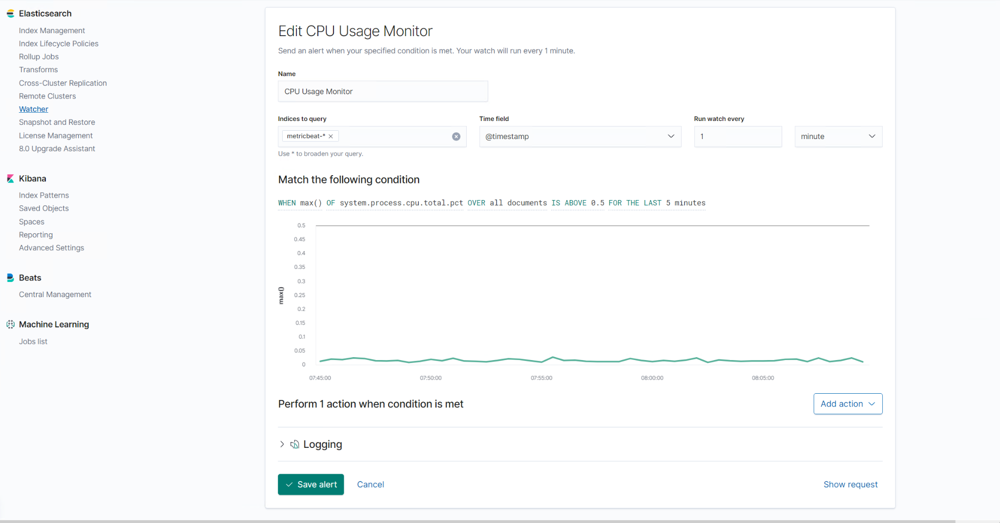 Elasticsearch
Index Management
Index Lifecycle Policies
Rollup Jobs
Transforms
Cross-Cluster Replication
Remote Clusters
Watcher
Snapshot and Restore
License Management
8.0 Upgrade Assistant
Kibana
Index Patterns
Saved Objects
Spaces
Reporting
Advanced Settings
Beats
Central Management
Machine Learning
Jobs list
Edit CPU Usage Monitor
Send an alert when your specified condition is met. Your watch will run every 1 minute.
Name
CPU Usage Monitor
Indices to query Time field Run watch every
metricbeat-* @timestamp 1 minute
Use * to broaden your query.
Match the following condition
WHEN max() OF system.process.cpu.total.pct OVER all documents IS ABOVE 0.5 FOR THE LAST 5 minutes
0.5
0.45
0.4
0.35
0.3
0.25
0.2
0.15
0.1
0.05
0
max()
07:45:00 07:50:00 07:55:00 08:00:00 08:05:00
Perform 1 action when condition is met Add action
Logging
Save alert Cancel Show request